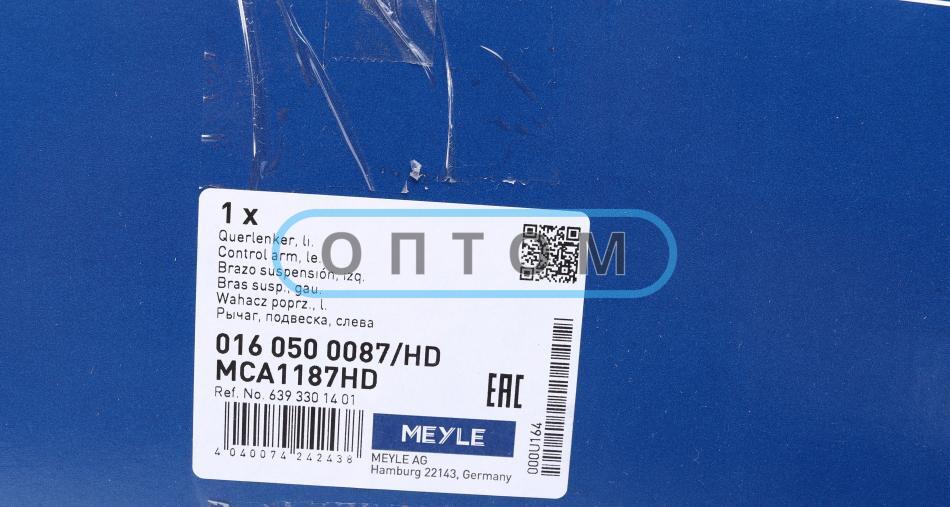 1 x
Querlenker, li.
Control arm, le.
Brazo suspensión, izq.
Bras susp., gau.
Wahacz poprz., l.
Рычаг, подвеска, слева
ОПТОМ
016 050 0087/HD
MCA1187HD
Ref. No. 639 330 14 01
EAC
4 040074 242438
MEYLE
MEYLE AG
Hamburg 22143, Germany
000U164